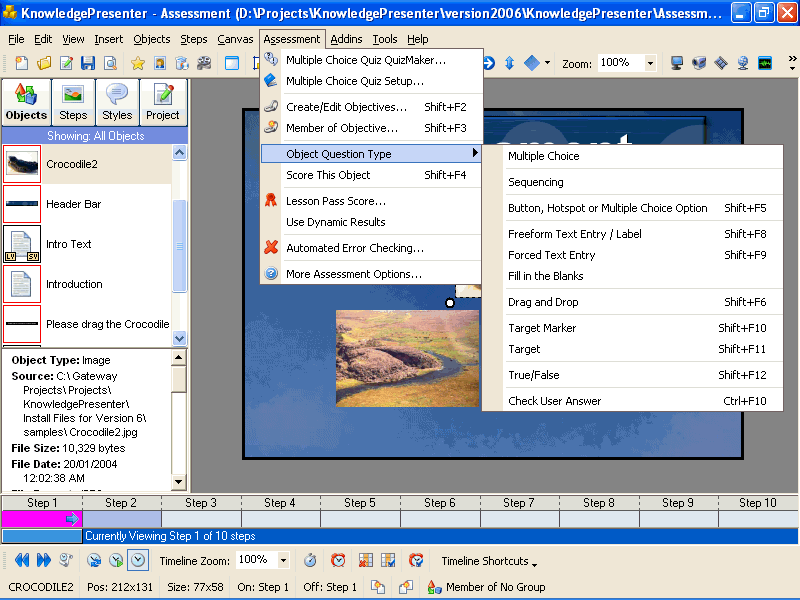 KnowledgePresenter - Assessment (D:\Projects\KnowledgePresenter\version2006\KnowledgePresenter\Assessm...
File Edit View Insert Objects Steps Canvas Assessment Addins Tools Help
Zoom: 100%
Objects Steps Styles Project
Showing: All Objects
Crocodile2
Header Bar
Intro Text
LV SV
Introduction
Please drag the Crocodile
Object Type: Image
Source: C:\ Gateway
Projects\ Projects\
KnowledgePresenter\
Install Files for Version 6\
samples\ Crocodile2.jpg
File Size: 10,329 bytes
File Date: 20/01/2004
12:02:38 AM
Multiple Choice Quiz QuizMaker...
Multiple Choice Quiz Setup...
Create/Edit Objectives... Shift+F2
Member of Objective... Shift+F3
Object Question Type
Score This Object Shift+F4
Lesson Pass Score...
Use Dynamic Results
Automated Error Checking...
More Assessment Options...
Multiple Choice
Sequencing
Button, Hotspot or Multiple Choice Option Shift+F5
Freeform Text Entry / Label Shift+F8
Forced Text Entry Shift+F9
Fill in the Blanks
Drag and Drop Shift+F6
Target Marker Shift+F10
Target Shift+F11
True/False Shift+F12
Check User Answer Ctrl+F10
Step 1 Step 2 Step 3 Step 4 Step 5 Step 6 Step 7 Step 8 Step 9 Step 10
Currently Viewing Step 1 of 10 steps
Timeline Zoom: 100% Timeline Shortcuts
CROCODILE2 Pos: 212x131 Size: 77x58 On: Step 1 Off: Step 1 Member of No Group